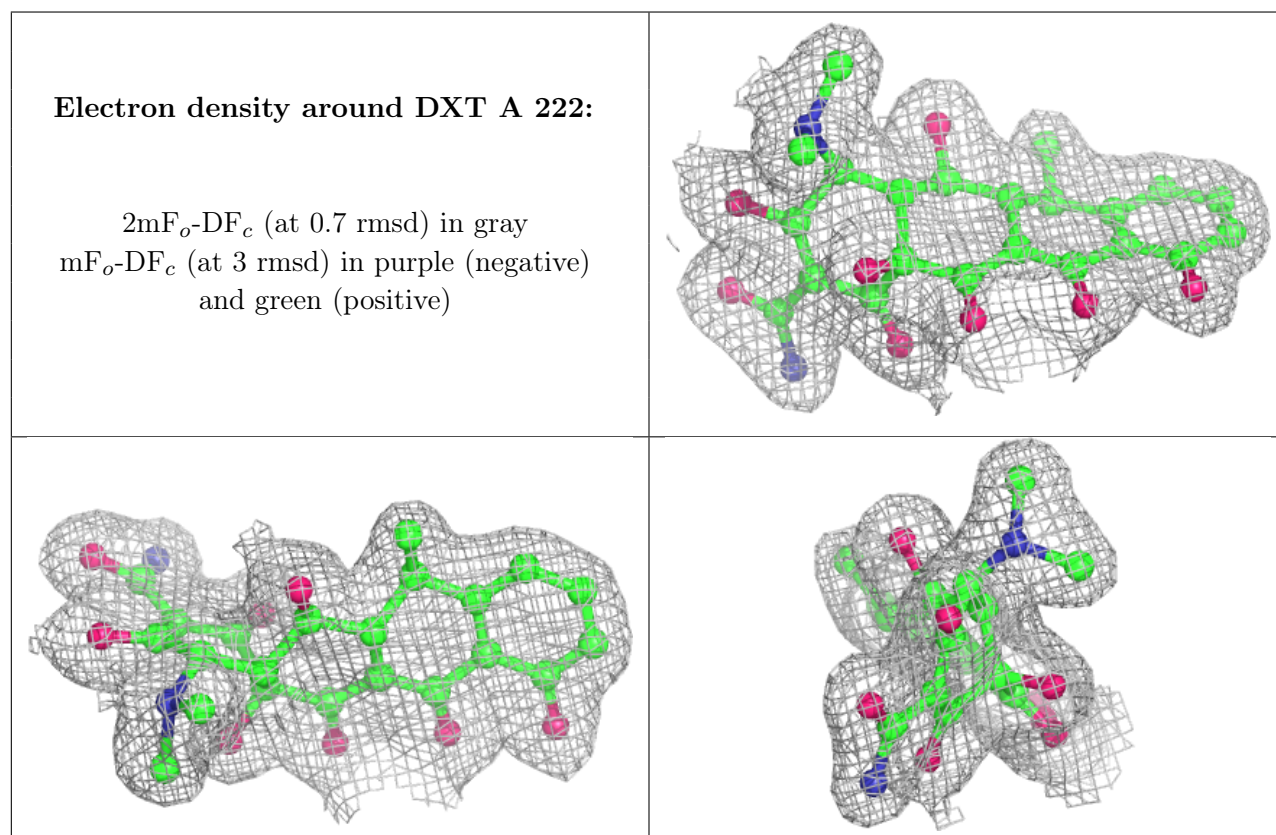 Electron density around DXT A 222:
2mFₒ-DF𝒸 (at 0.7 rmsd) in gray
mFₒ-DF𝒸 (at 3 rmsd) in purple (negative)
and green (positive)